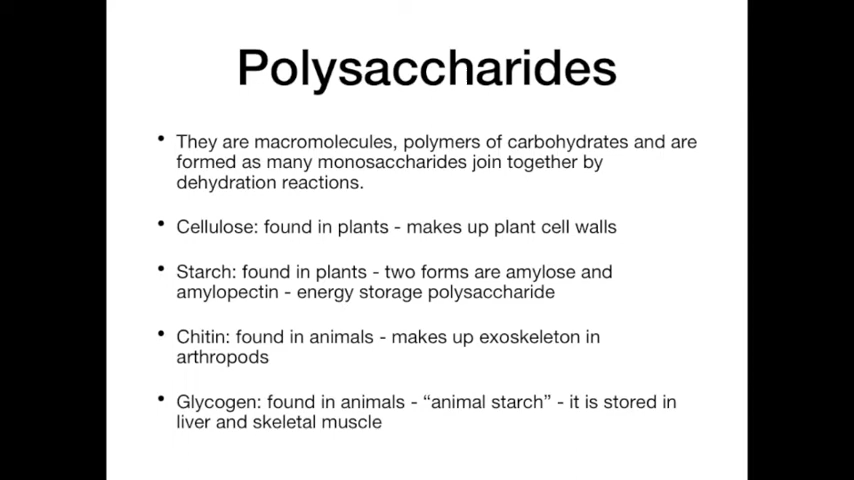 Polysaccharides
• They are macromolecules, polymers of carbohydrates and are
formed as many monosaccharides join together by
dehydration reactions.
• Cellulose: found in plants - makes up plant cell walls
• Starch: found in plants - two forms are amylose and
amylopectin - energy storage polysaccharide
• Chitin: found in animals - makes up exoskeleton in
arthropods
• Glycogen: found in animals - “animal starch” - it is stored in
liver and skeletal muscle